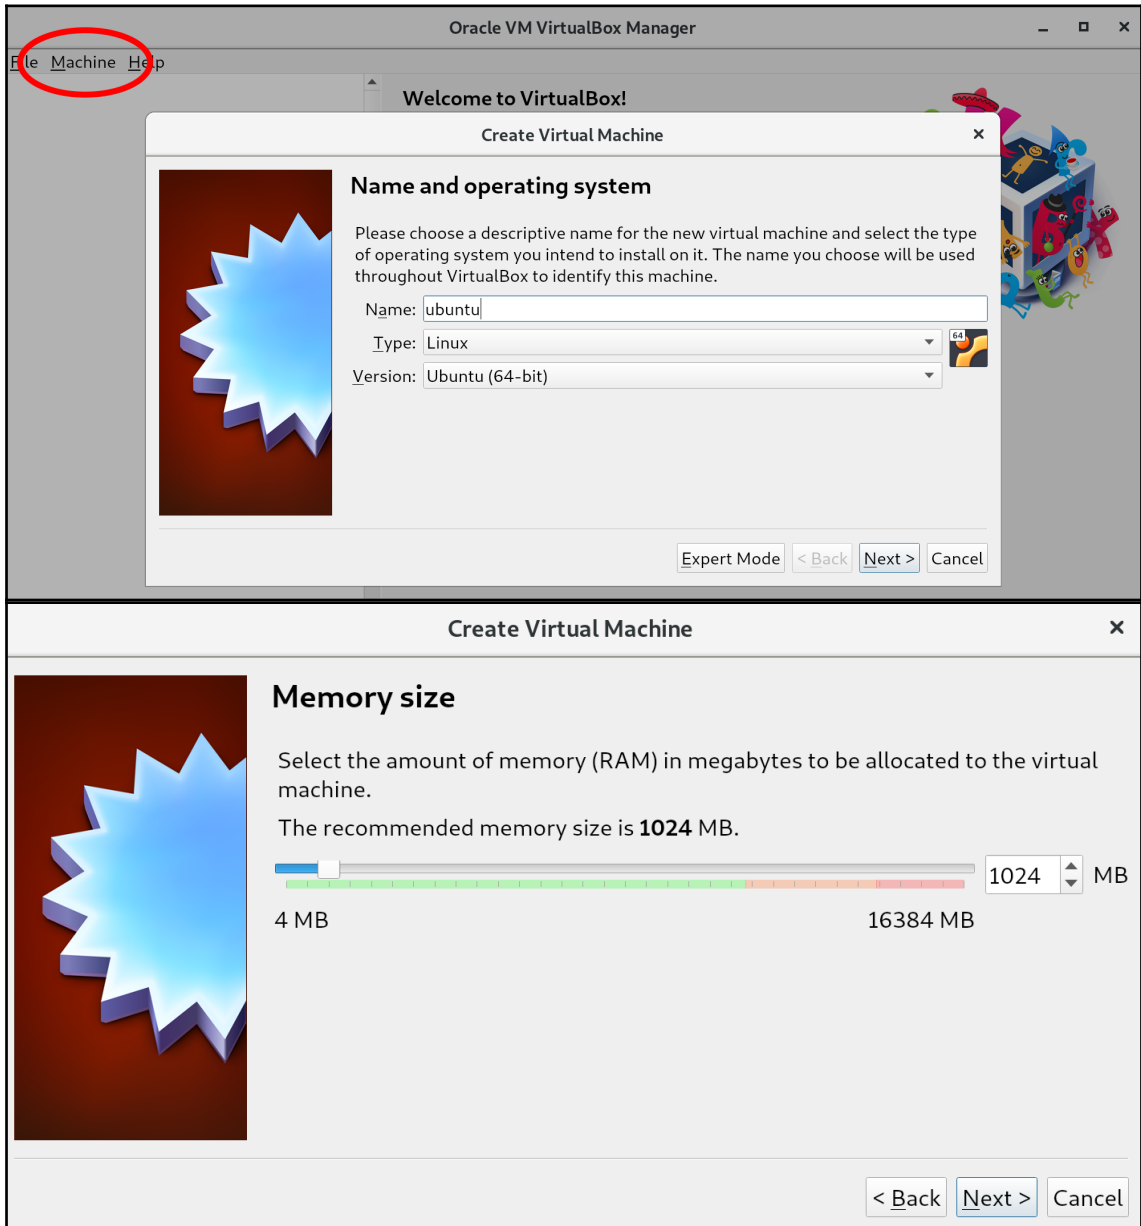 Oracle VM VirtualBox Manager
File Machine Help
Welcome to VirtualBox!
Create Virtual Machine
Name and operating system
Please choose a descriptive name for the new virtual machine and select the type
of operating system you intend to install on it. The name you choose will be used
throughout VirtualBox to identify this machine.
Name: ubuntu
Type: Linux
64
Version: Ubuntu (64-bit)
Expert Mode < Back Next > Cancel
Create Virtual Machine
Memory size
Select the amount of memory (RAM) in megabytes to be allocated to the virtual
machine.
The recommended memory size is 1024 MB.
1024 MB
4 MB 16384 MB
< Back Next > Cancel